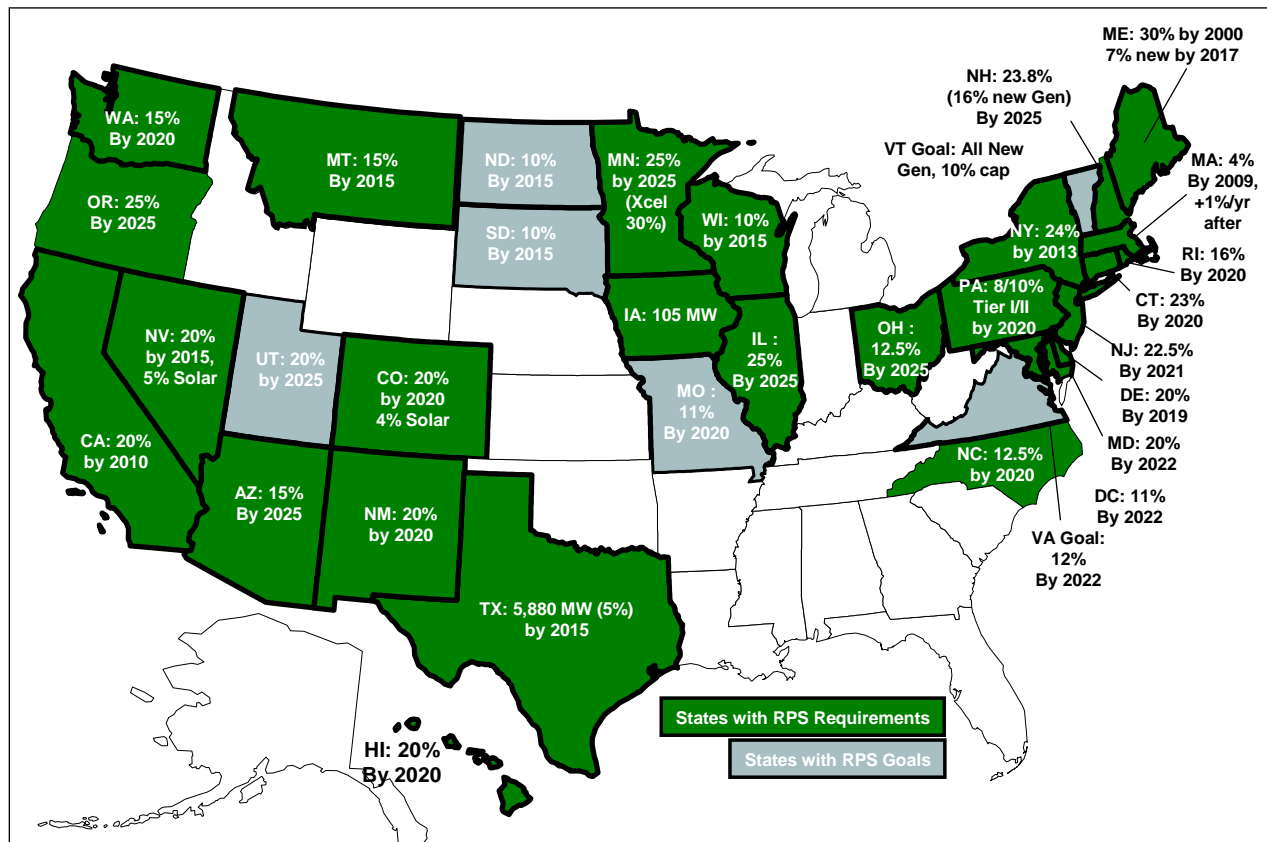 ME: 30% by 2000
7% new by 2017
NH: 23.8%
(16% new Gen)
By 2025
VT Goal: All New
Gen, 10% cap
MA: 4%
By 2009,
+1%/yr
after
WA: 15%
By 2020
MT: 15%
By 2015
ND: 10%
By 2015
MN: 25%
by 2025
(Xcel
30%)
OR: 25%
By 2025
SD: 10%
By 2015
WI: 10%
by 2015
NY: 24%
by 2013
RI: 16%
By 2020
CT: 23%
By 2020
PA: 8/10%
Tier I/II
by 2020
IA: 105 MW
NV: 20%
by 2015,
5% Solar
UT: 20%
by 2025
CO: 20%
by 2020
4% Solar
IL :
25%
By 2025
OH :
12.5%
By 2025
NJ: 22.5%
By 2021
DE: 20%
By 2019
MO :
11%
By 2020
CA: 20%
by 2010
MD: 20%
By 2022
NC: 12.5%
by 2020
DC: 11%
By 2022
AZ: 15%
By 2025
NM: 20%
by 2020
VA Goal:
12%
By 2022
TX: 5,880 MW (5%)
by 2015
HI: 20%
By 2020
States with RPS Requirements
States with RPS Goals